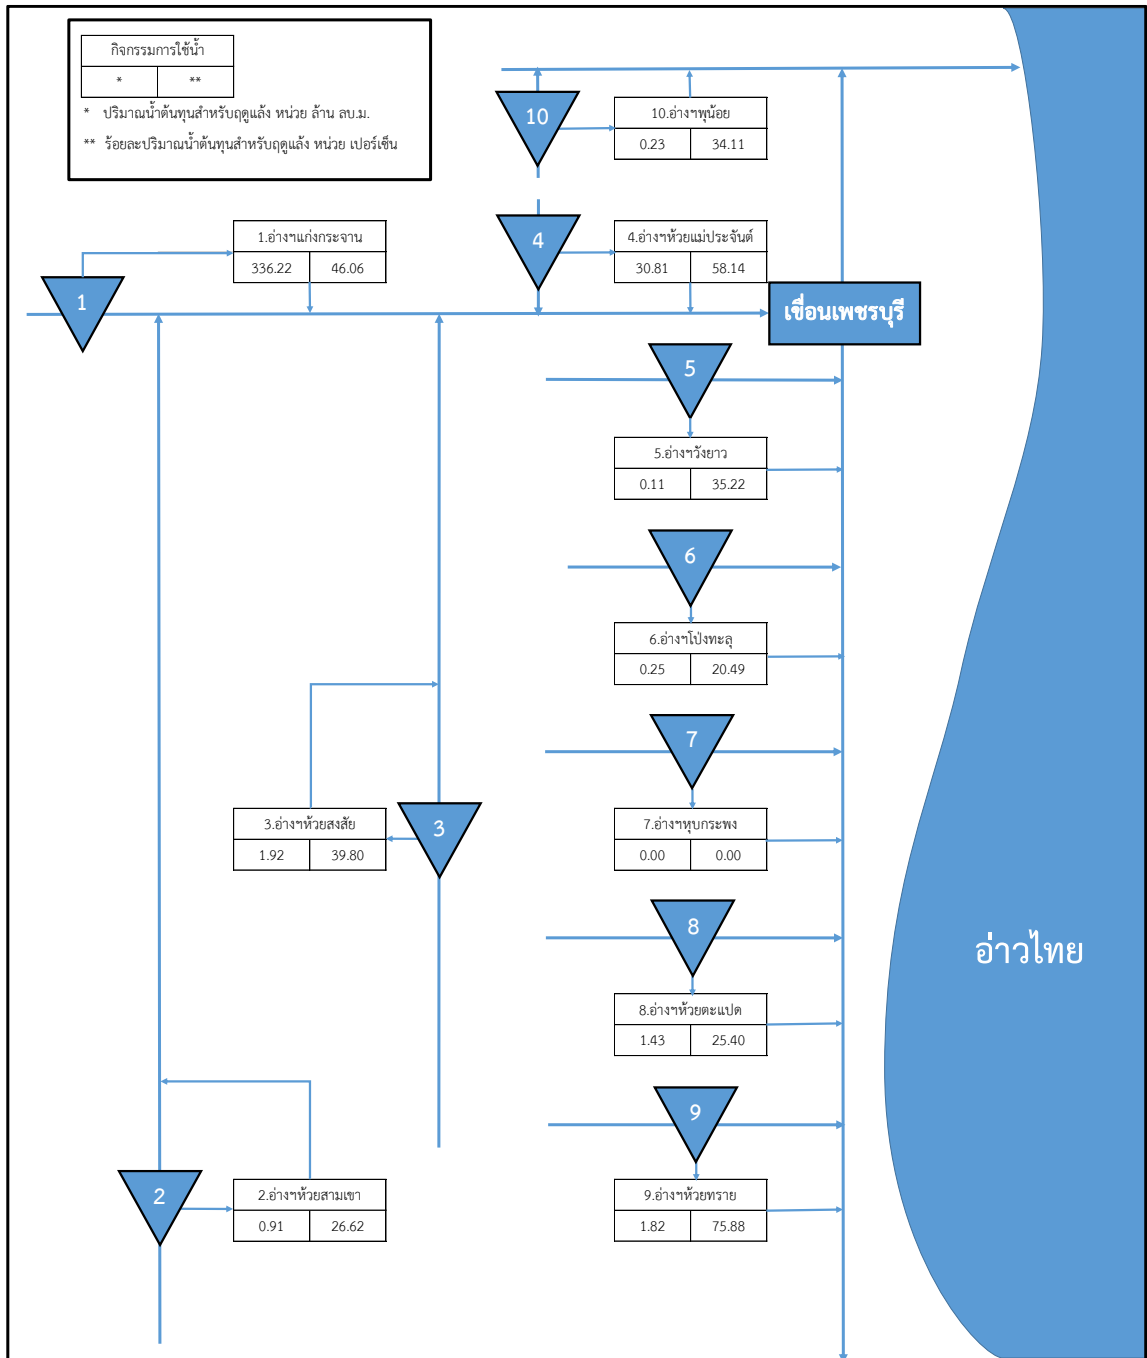 กิจกรรมการใช้น้ำ
* **
* ปริมาณน้ำต้นทุนสำหรับฤดูแล้ง หน่วย ล้าน ลบ.ม.
** ร้อยละปริมาณน้ำต้นทุนสำหรับฤดูแล้ง หน่วย เปอร์เซ็น
10
10.อ่างฯพุน้อย
0.23 34.11
4
4.อ่างฯห้วยแม่ประจันต์
30.81 58.14
1
1.อ่างฯแก่งกระจาน
336.22 46.06
เขื่อนเพชรบุรี
5
5.อ่างฯวังยาว
0.11 35.22
6
6.อ่างฯโป่งทะลุ
0.25 20.49
7
7.อ่างฯหุบกระพง
0.00 0.00
3
3.อ่างฯห้วยสงสัย
1.92 39.80
8
8.อ่างฯห้วยตะแปด
1.43 25.40
อ่าวไทย
9
9.อ่างฯห้วยทราย
1.82 75.88
2
2.อ่างฯห้วยสามเขา
0.91 26.62